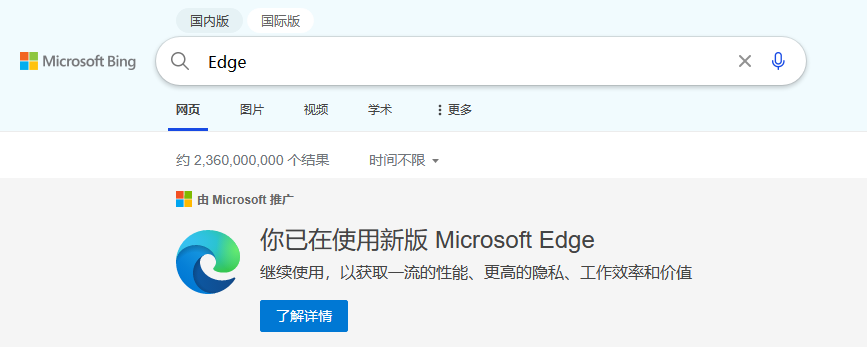 国内版 国际版
Microsoft Bing Edge
网页 图片 视频 学术 更多
约 2,360,000,000 个结果 时间不限
由 Microsoft 推广
你已在使用新版 Microsoft Edge
继续使用，以获取一流的性能、更高的隐私、工作效率和价值
了解详情